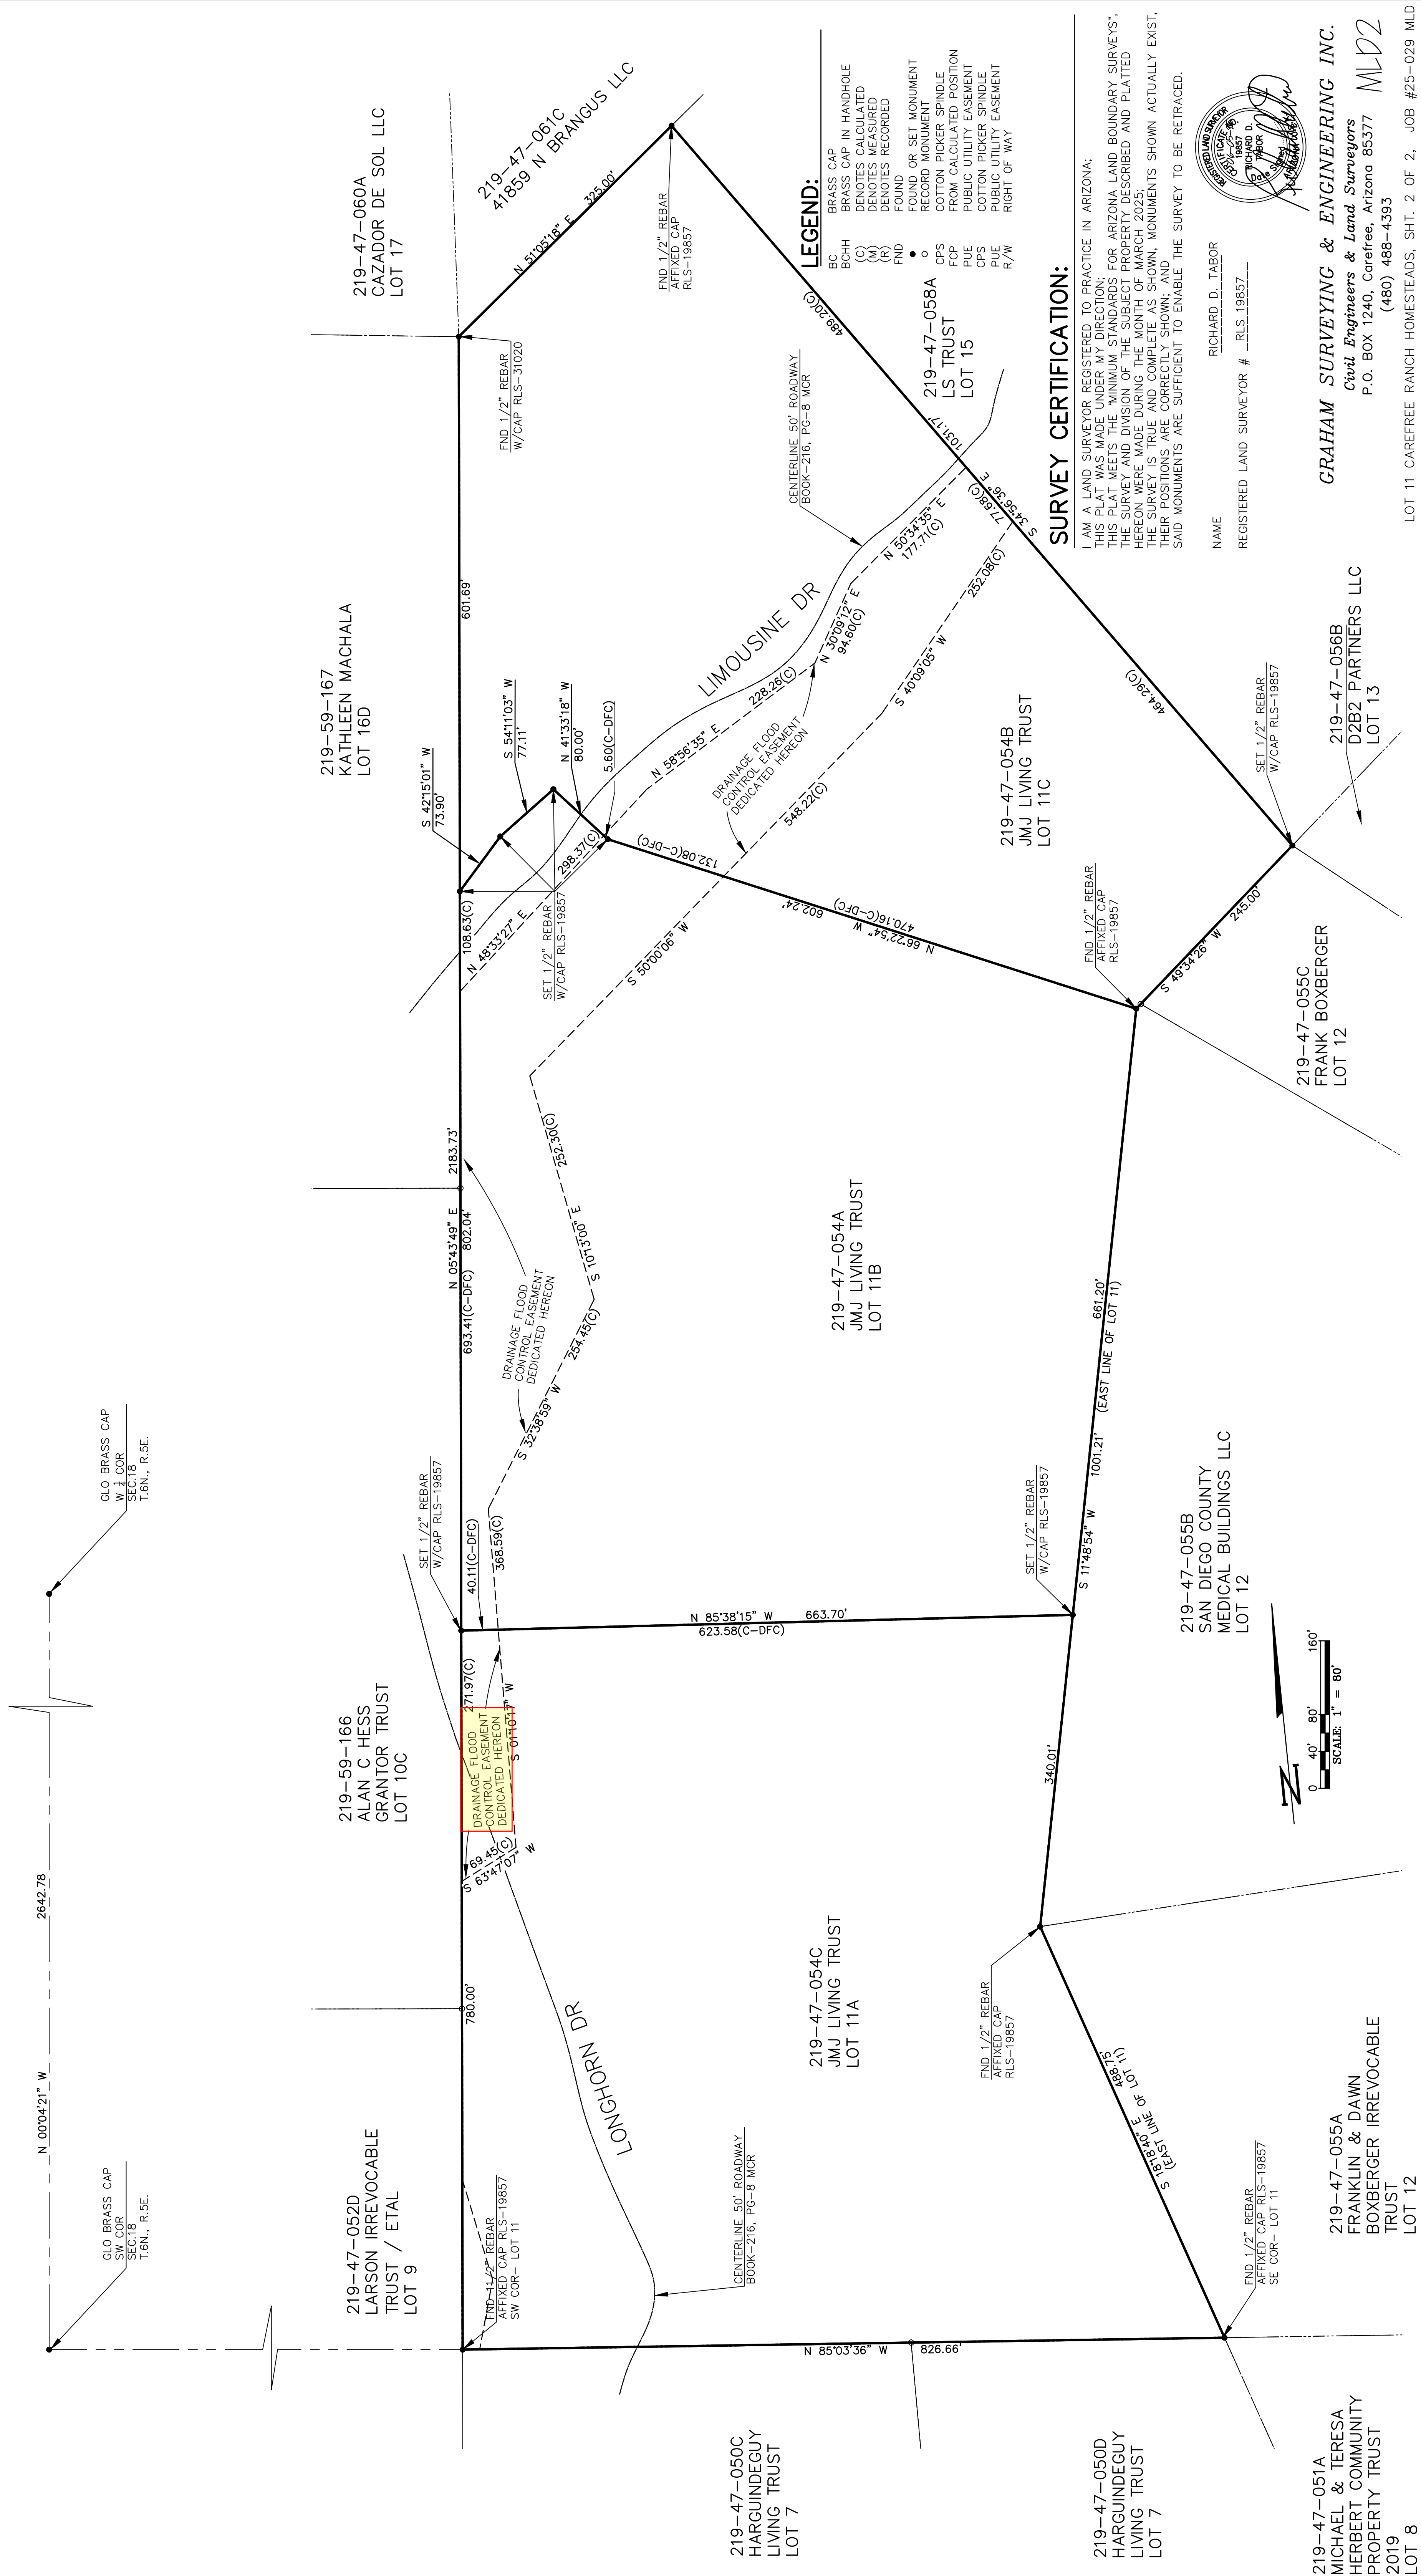 219-47-060A
CAZADOR DE SOL LLC
LOT 17
219-47-061C
41859 N BRANGUS LLC
N 51°05'18" E
325.00'
FND 1/2" REBAR
AFFIXED CAP
RLS-19857
FND 1/2" REBAR
W/CAP RLS-31020
601.69'
219-59-167
KATHLEEN MACHALA
LOT 16D
S 42°15'01" W
73.90'
S 54°11'03" W
77.11'
N 41°33'18" W
80.00'
5.60(C-DFC)
LIMOUSINE DR
CENTERLINE 50' ROADWAY
BOOK-216, PG-8 MCR
489.20(C)
1031.17'
S 34°56'36" E
77.68(C)
464.29(C)
219-47-058A
LS TRUST
LOT 15
N 50°34'35" E
177.71(C)
N 30°09'12" E
94.60(C)
228.26(C)
N 58°56'35" E
298.37(C)
N 48°33'27" E
108.63(C)
252.08(C)
S 40°09'05" W
548.22(C)
S 50°00'06" W
DRAINAGE FLOOD
CONTROL EASEMENT
DEDICATED HEREON
132.08(C-DFC)
602.24'
470.16(C-DFC)
N 66°22'54" W
SET 1/2" REBAR
W/CAP RLS-19857
219-47-054B
JMJ LIVING TRUST
LOT 11C
SET 1/2" REBAR
W/CAP RLS-19857
FND 1/2" REBAR
AFFIXED CAP
RLS-19857
S 49°34'26" W
245.00'
219-47-056B
D2B2 PARTNERS LLC
LOT 13
219-47-055C
FRANK BOXBERGER
LOT 12
LEGEND:
BC BRASS CAP
BCHH BRASS CAP IN HANDHOLE
(C) DENOTES CALCULATED
(M) DENOTES MEASURED
(R) DENOTES RECORDED
FND FOUND
● FOUND OR SET MONUMENT
○ RECORD MONUMENT
CPS COTTON PICKER SPINDLE
FCP FROM CALCULATED POSITION
PUE PUBLIC UTILITY EASEMENT
CPS COTTON PICKER SPINDLE
PUE PUBLIC UTILITY EASEMENT
R/W RIGHT OF WAY
SURVEY CERTIFICATION:
I AM A LAND SURVEYOR REGISTERED TO PRACTICE IN ARIZONA;
THIS PLAT WAS MADE UNDER MY DIRECTION;
THIS PLAT MEETS THE "MINIMUM STANDARDS FOR ARIZONA LAND BOUNDARY SURVEYS".
THE SURVEY AND DIVISION OF THE SUBJECT PROPERTY DESCRIBED AND PLATTED
HEREON WERE MADE DURING THE MONTH OF MARCH 2025;
THE SURVEY IS TRUE AND COMPLETE AS SHOWN, MONUMENTS SHOWN ACTUALLY EXIST,
THEIR POSITIONS ARE CORRECTLY SHOWN; AND
SAID MONUMENTS ARE SUFFICIENT TO ENABLE THE SURVEY TO BE RETRACED.
NAME RICHARD D. TABOR
REGISTERED LAND SURVEYOR # RLS 19857
REGISTERED LAND SURVEYOR
CERTIFICATE NO.
19857
RICHARD D.
TABOR
Date Signed
ARIZONA
GRAHAM SURVEYING & ENGINEERING INC.
Civil Engineers & Land Surveyors
P.O. BOX 1240, Carefree, Arizona 85377
(480) 488-4393
MLD2
LOT 11 CAREFREE RANCH HOMESTEADS, SHT. 2 OF 2, JOB #25-029 MLD
2183.73'
N 05°43'49" E
802.04'
693.41(C-DFC)
252.30(C)
S 10°13'00" E
254.45(C)
S 32°38'59" W
DRAINAGE FLOOD
CONTROL EASEMENT
DEDICATED HEREON
219-47-054A
JMJ LIVING TRUST
LOT 11B
661.20'
(EAST LINE OF LOT 11)
1001.21'
S 11°48'54" W
GLO BRASS CAP
W 1/4 COR
SEC.18
T.6N., R.5E.
SET 1/2" REBAR
W/CAP RLS-19857
40.11(C-DFC)
368.59(C)
N 85°38'15" W 663.70'
623.58(C-DFC)
SET 1/2" REBAR
W/CAP RLS-19857
219-47-055B
SAN DIEGO COUNTY
MEDICAL BUILDINGS LLC
LOT 12
219-59-166
ALAN C HESS
GRANTOR TRUST
LOT 10C
271.97(C)
S 01°10'17" W
DRAINAGE FLOOD
CONTROL EASEMENT
DEDICATED HEREON
69.45(C)
S 63°47'07" W
340.01'
N
0 40' 80' 160'
SCALE: 1" = 80'
2642.78
N 00°04'21" W
780.00'
LONGHORN DR
219-47-054C
JMJ LIVING TRUST
LOT 11A
FND 1/2" REBAR
AFFIXED CAP
RLS-19857
488.75'
S 18°18'40" E
(EAST LINE OF LOT 11)
GLO BRASS CAP
SW COR
SEC.18
T.6N., R.5E.
219-47-052D
LARSON IRREVOCABLE
TRUST / ETAL
LOT 9
FND 1 1/2" REBAR
AFFIXED CAP RLS-19857
SW COR- LOT 11
CENTERLINE 50' ROADWAY
BOOK-216, PG-8 MCR
N 85°03'36" W
826.66'
FND 1/2" REBAR
AFFIXED CAP RLS-19857
SE COR- LOT 11
219-47-055A
FRANKLIN & DAWN
BOXBERGER IRREVOCABLE
TRUST
LOT 12
219-47-050C
HARGUINDEGUY
LIVING TRUST
LOT 7
219-47-050D
HARGUINDEGUY
LIVING TRUST
LOT 7
219-47-051A
MICHAEL & TERESA
HERBERT COMMUNITY
PROPERTY TRUST
2019
LOT 8